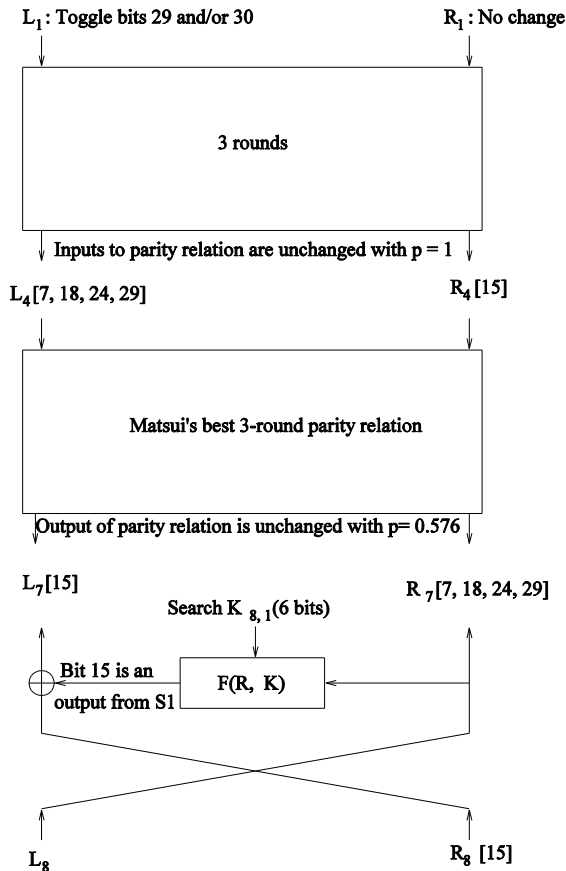 L1 : Toggle bits 29 and/or 30
R1 : No change
3 rounds
Inputs to parity relation are unchanged with p = 1
L4 [7, 18, 24, 29]
R4 [15]
Matsui's best 3-round parity relation
Output of parity relation is unchanged with p= 0.576
L7 [15]
R 7 [7, 18, 24, 29]
Search K 8, 1 (6 bits)
Bit 15 is an
output from S1
F(R, K)
L8
R8 [15]